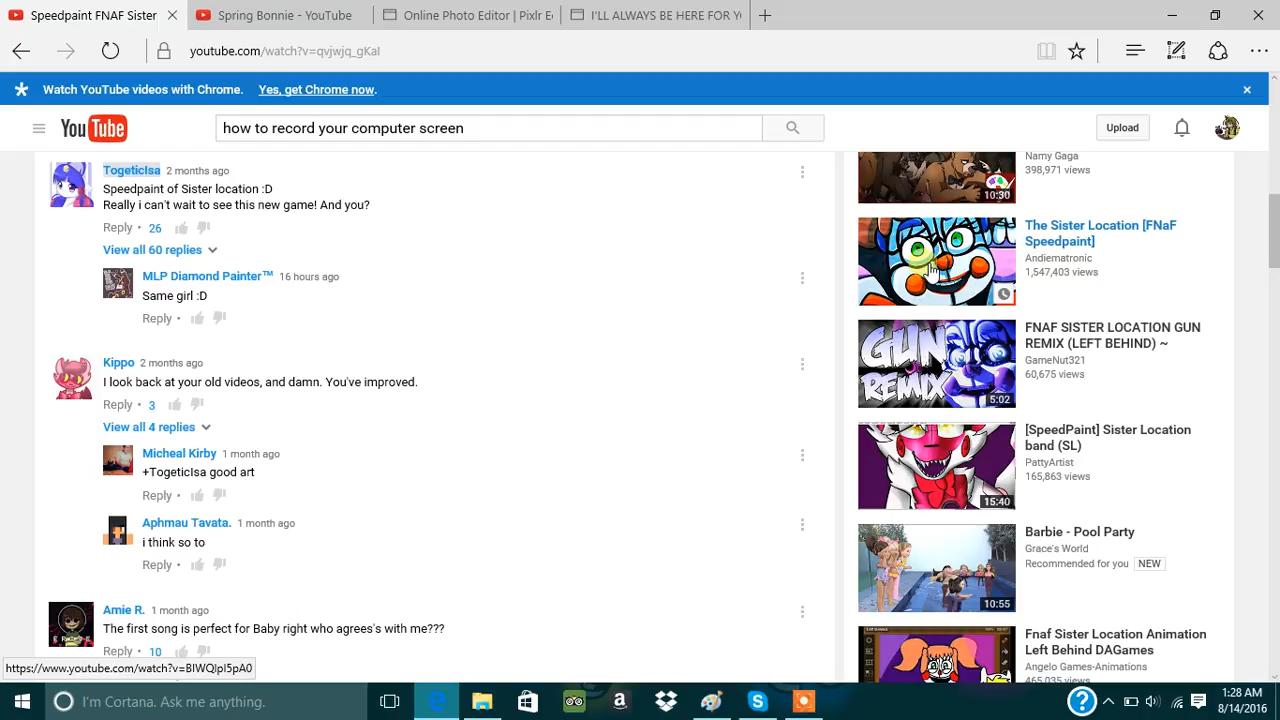 Speedpaint FNAF Sister
Spring Bonnie - YouTube
Online Photo Editor | Pixlr E
I'LL ALWAYS BE HERE FOR Y
youtube.com/watch?v=qvjwjq_gKaI
Watch YouTube videos with Chrome. Yes, get Chrome now.
YouTube
how to record your computer screen
Upload
TogeticIsa 2 months ago
Speedpaint of Sister location :D
Really i can't wait to see this new game! And you?
Reply • 26
View all 60 replies
MLP Diamond Painter™ 16 hours ago
Same girl :D
Reply •
Kippo 2 months ago
I look back at your old videos, and damn. You've improved.
Reply • 3
View all 4 replies
Micheal Kirby 1 month ago
+TogeticIsa good art
Reply •
Aphmau Tavata. 1 month ago
i think so to
Reply •
Amie R. 1 month ago
The first song is perfect for Baby right who agrees's with me???
Reply • 10
https://www.youtube.com/watch?v=BIWQlpI5pA0
Namy Gaga
398,971 views
10:30
The Sister Location [FNaF
Speedpaint]
Andiematronic
1,547,403 views
FNAF SISTER LOCATION GUN
REMIX (LEFT BEHIND) ~
GameNut321
60,675 views
GUN
REMIX
5:02
[SpeedPaint] Sister Location
band (SL)
PattyArtist
165,863 views
15:40
Barbie - Pool Party
Grace's World
Recommended for you NEW
10:55
Fnaf Sister Location Animation
Left Behind DAGames
Angelo Games-Animations
465,035 views
I'm Cortana. Ask me anything.
1:28 AM
8/14/2016